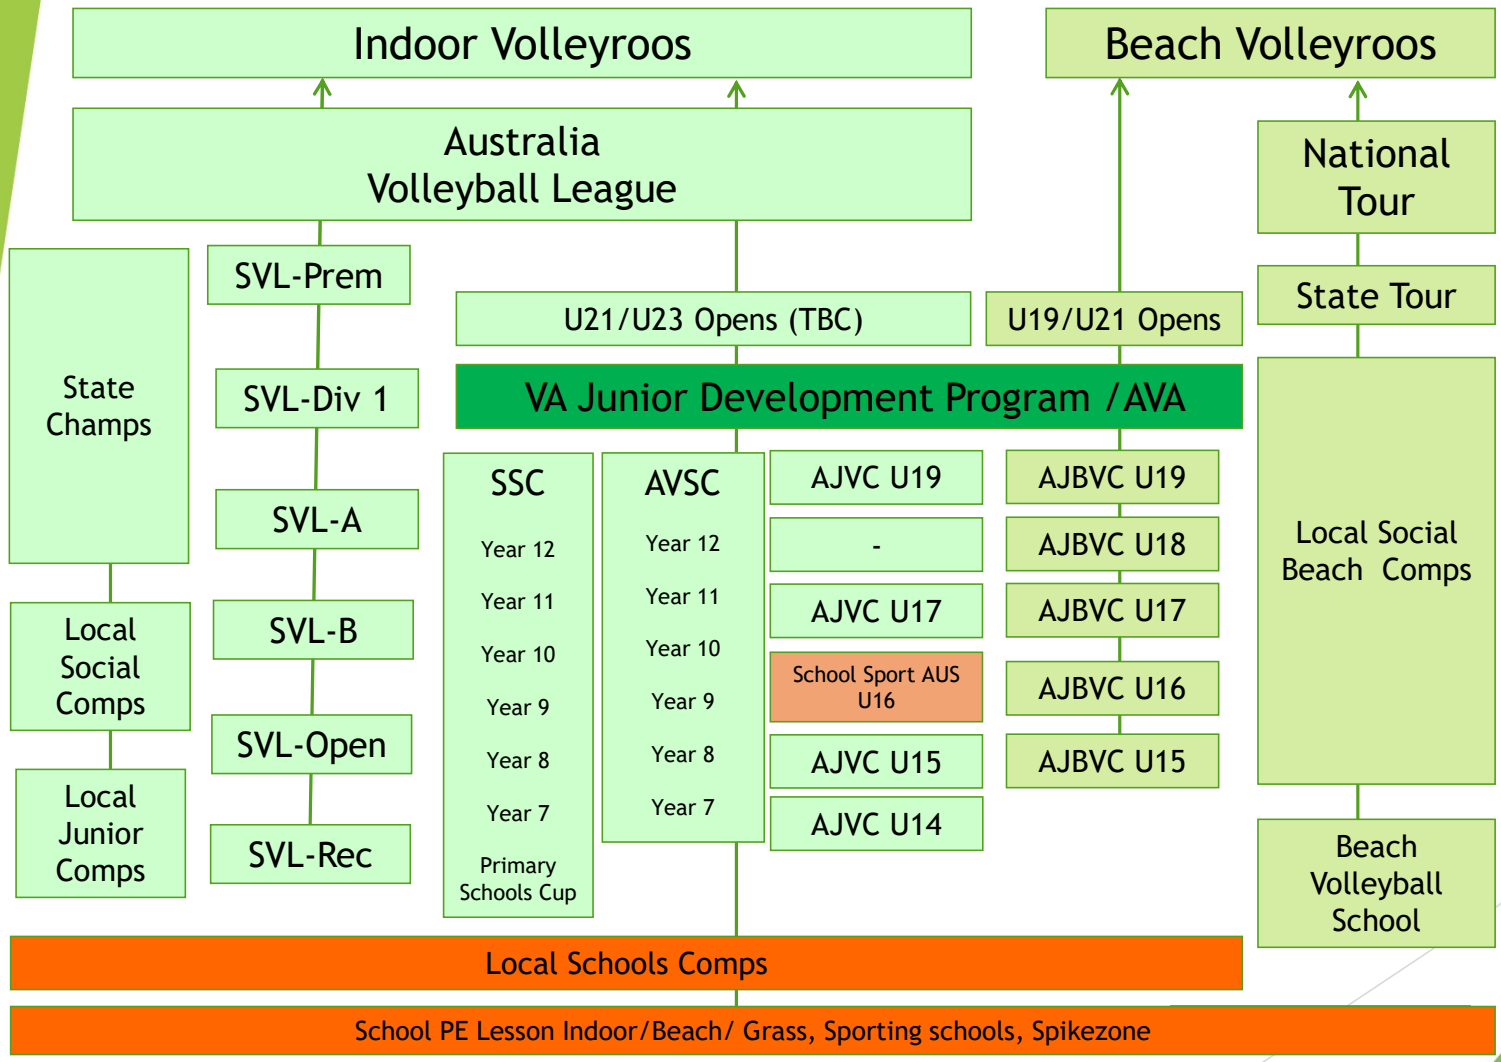 Indoor Volleyroos
Beach Volleyroos
Australia
Volleyball League
National
Tour
State
Champs
Local
Social
Comps
Local
Junior
Comps
SVL-Prem
SVL-Div 1
SVL-A
SVL-B
SVL-Open
SVL-Rec
U21/U23 Opens (TBC)
U19/U21 Opens
VA Junior Development Program /AVA
SSC
Year 12
Year 11
Year 10
Year 9
Year 8
Year 7
Primary
Schools Cup
AVSC
Year 12
Year 11
Year 10
Year 9
Year 8
Year 7
AJVC U19
-
AJVC U17
School Sport AUS
U16
AJVC U15
AJVC U14
AJBVC U19
AJBVC U18
AJBVC U17
AJBVC U16
AJBVC U15
State Tour
Local Social
Beach Comps
Beach
Volleyball
School
Local Schools Comps
School PE Lesson Indoor/Beach/ Grass, Sporting schools, Spikezone